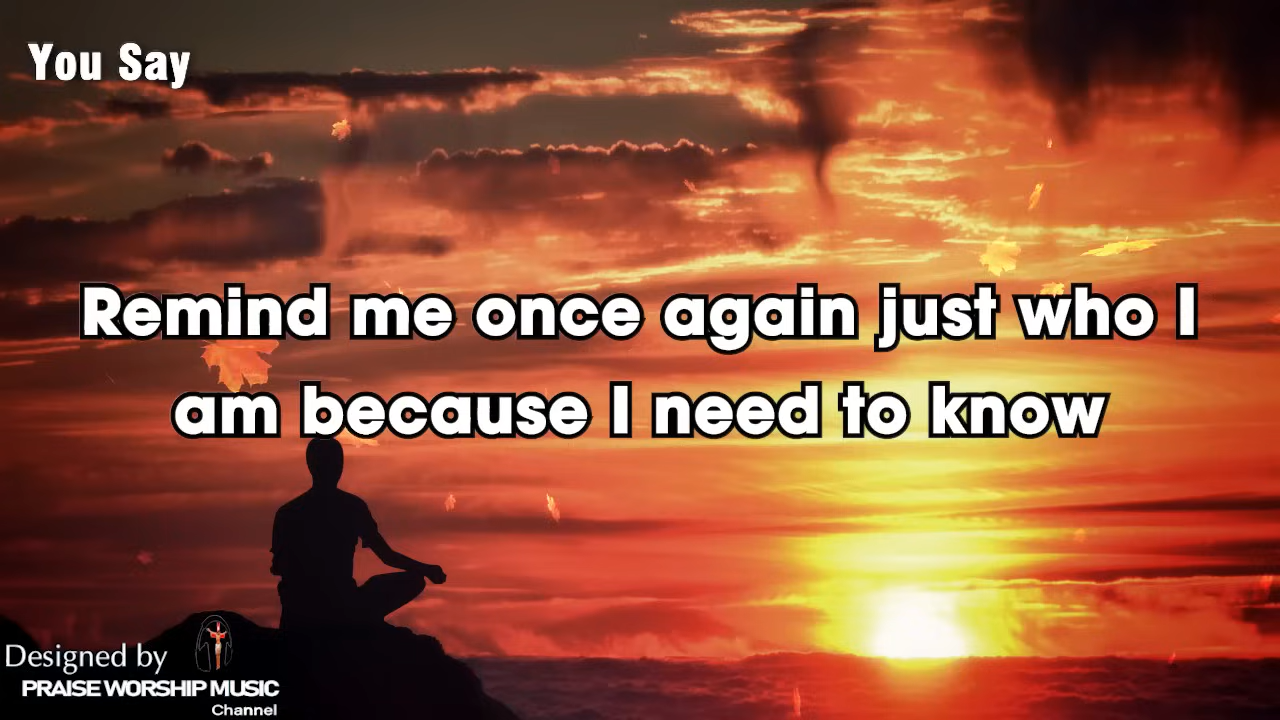 You Say
Remind me once again just who I
am because I need to know
Designed by
PRAISE WORSHIP MUSIC
Channel